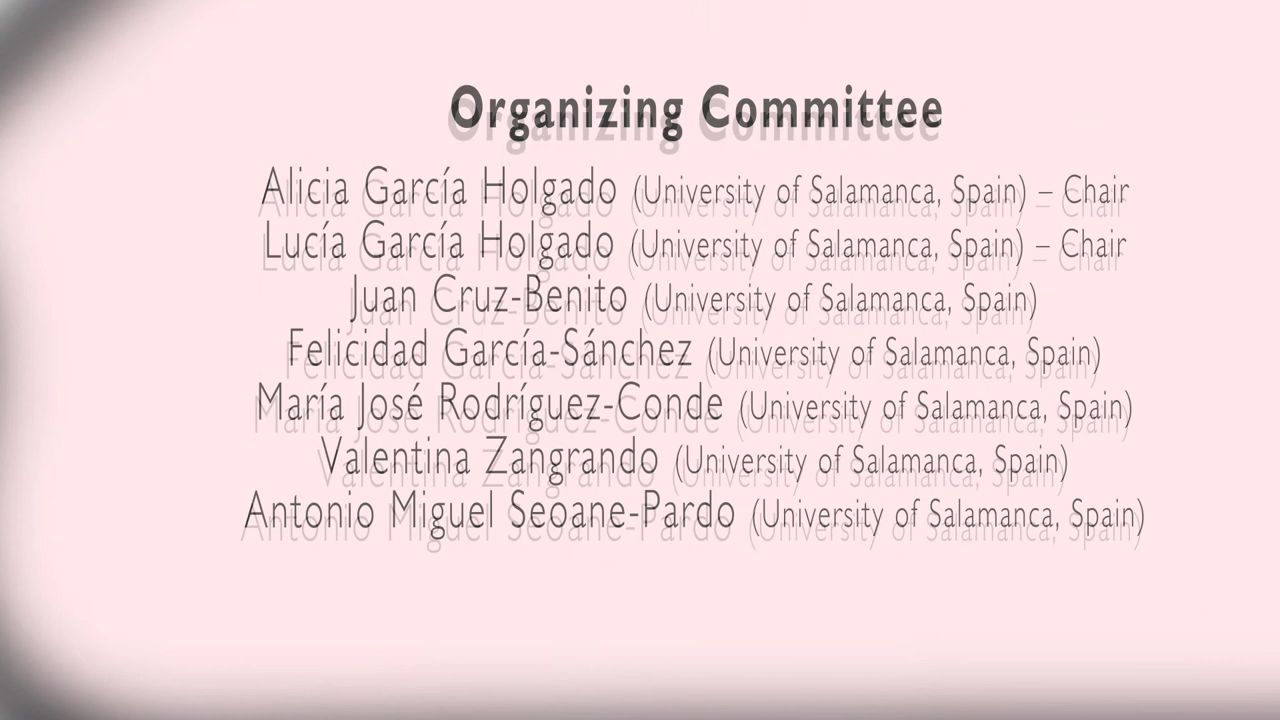 Organizing Committee
Alicia García Holgado (University of Salamanca, Spain) – Chair
Lucía García Holgado (University of Salamanca, Spain) – Chair
Juan Cruz-Benito (University of Salamanca, Spain)
Felicidad García-Sánchez (University of Salamanca, Spain)
María José Rodríguez-Conde (University of Salamanca, Spain)
Valentina Zangrando (University of Salamanca, Spain)
Antonio Miguel Seoane-Pardo (University of Salamanca, Spain)